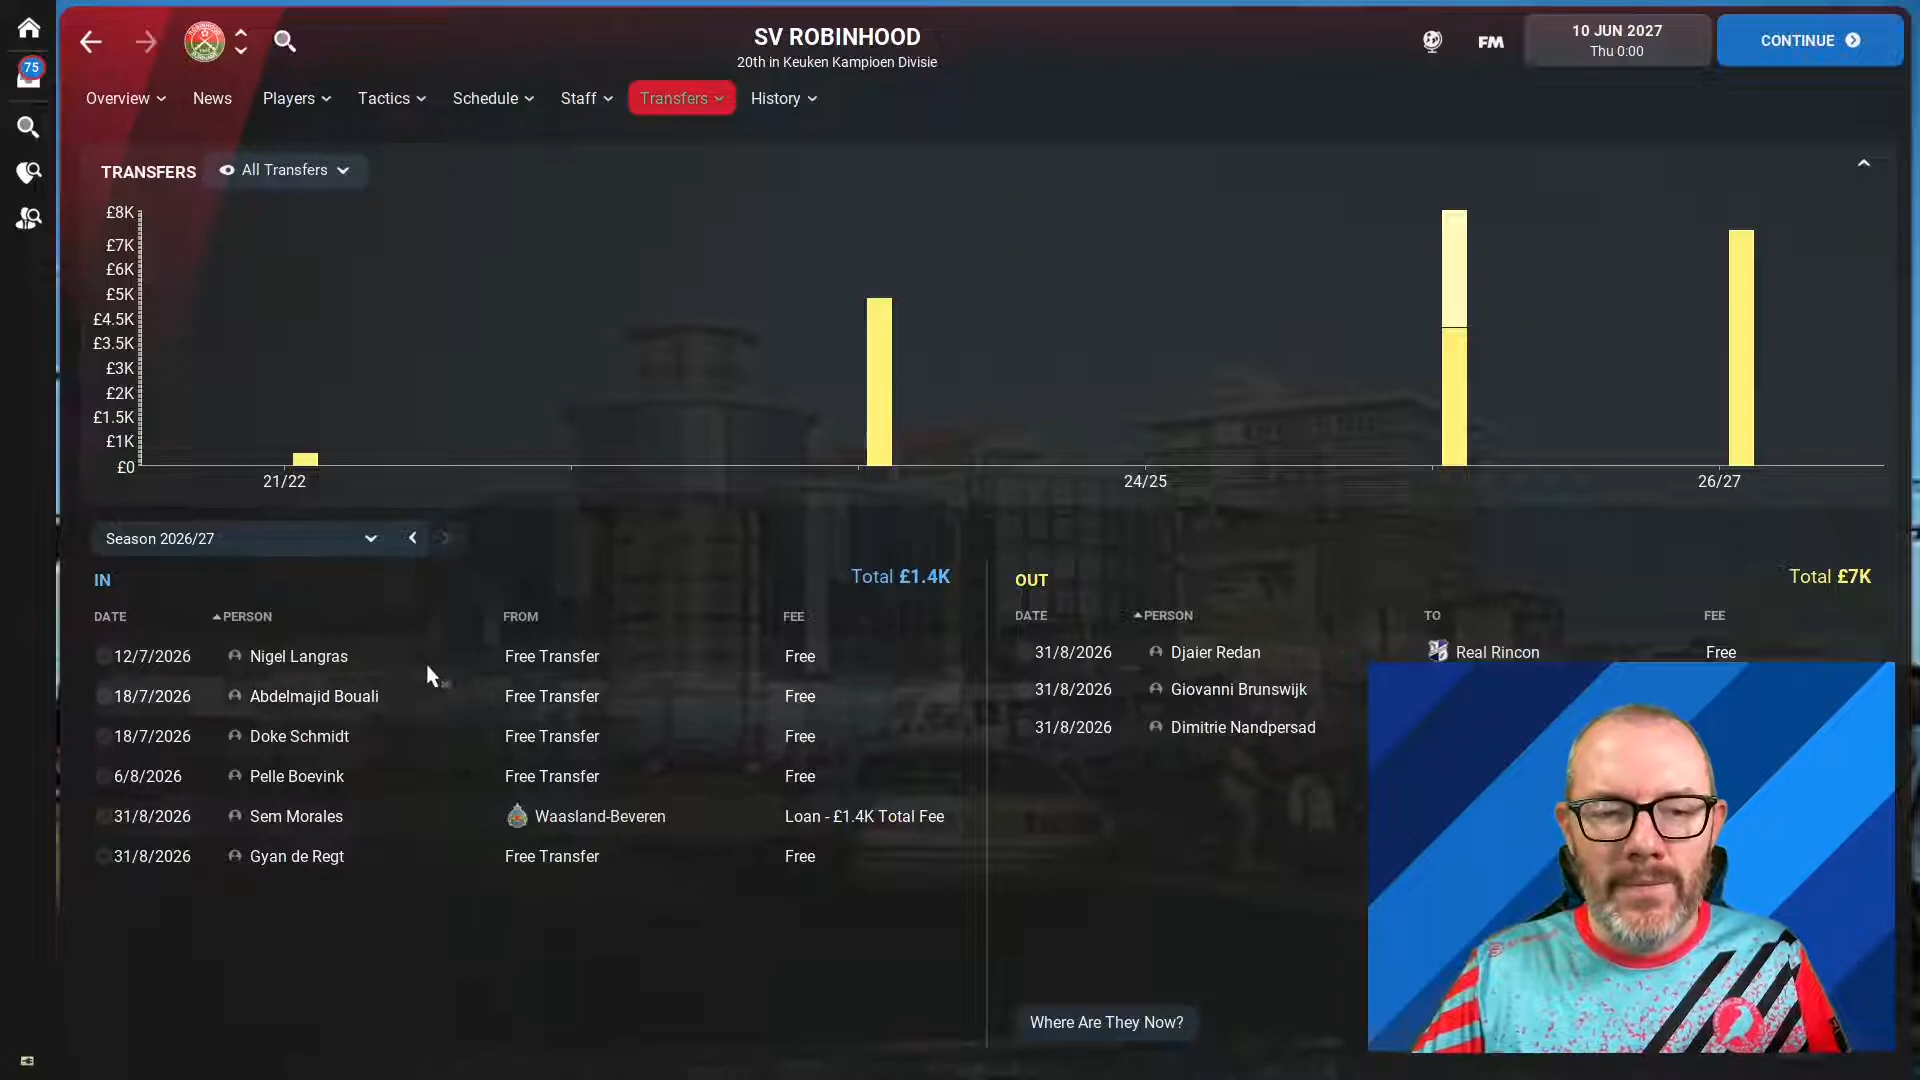 SV ROBINHOOD
20th in Keuken Kampioen Divisie
FM
10 JUN 2027
Thu 0:00
CONTINUE
75
Overview
News
Players
Tactics
Schedule
Staff
Transfers
History
TRANSFERS
All Transfers
£8K
£7K
£6K
£5K
£4.5K
£3.5K
£3K
£2K
£1.5K
£1K
£0
21/22
24/25
26/27
Season 2026/27
IN
Total £1.4K
DATE PERSON FROM FEE
12/7/2026 Nigel Langras Free Transfer Free
18/7/2026 Abdelmajid Bouali Free Transfer Free
18/7/2026 Doke Schmidt Free Transfer Free
6/8/2026 Pelle Boevink Free Transfer Free
31/8/2026 Sem Morales Waasland-Beveren Loan - £1.4K Total Fee
31/8/2026 Gyan de Regt Free Transfer Free
OUT
Total £7K
DATE PERSON TO FEE
31/8/2026 Djaier Redan Real Rincon Free
31/8/2026 Giovanni Brunswijk
31/8/2026 Dimitrie Nandpersad
Where Are They Now?